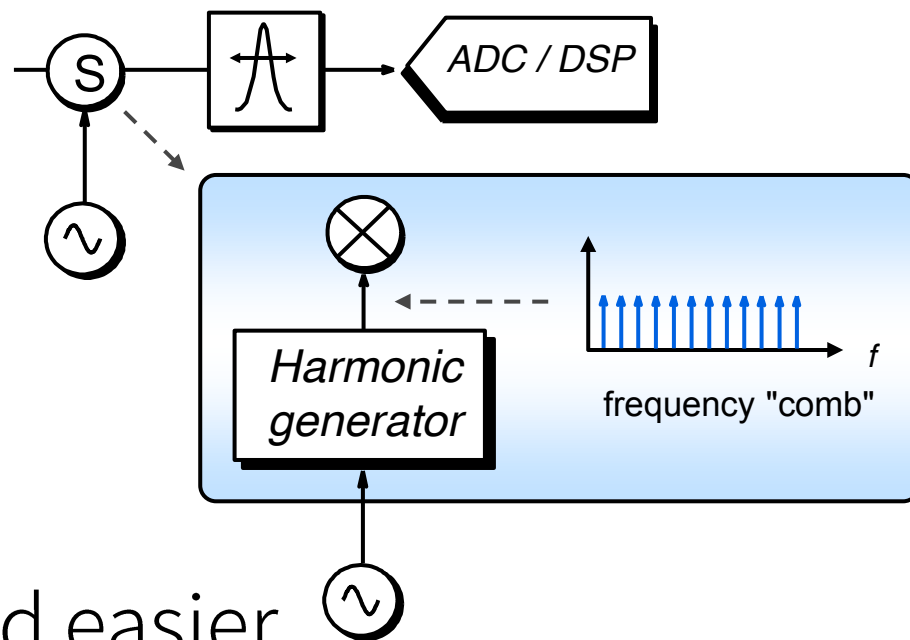 S
ADC / DSP
Harmonic
generator
f
frequency "comb"
d easier